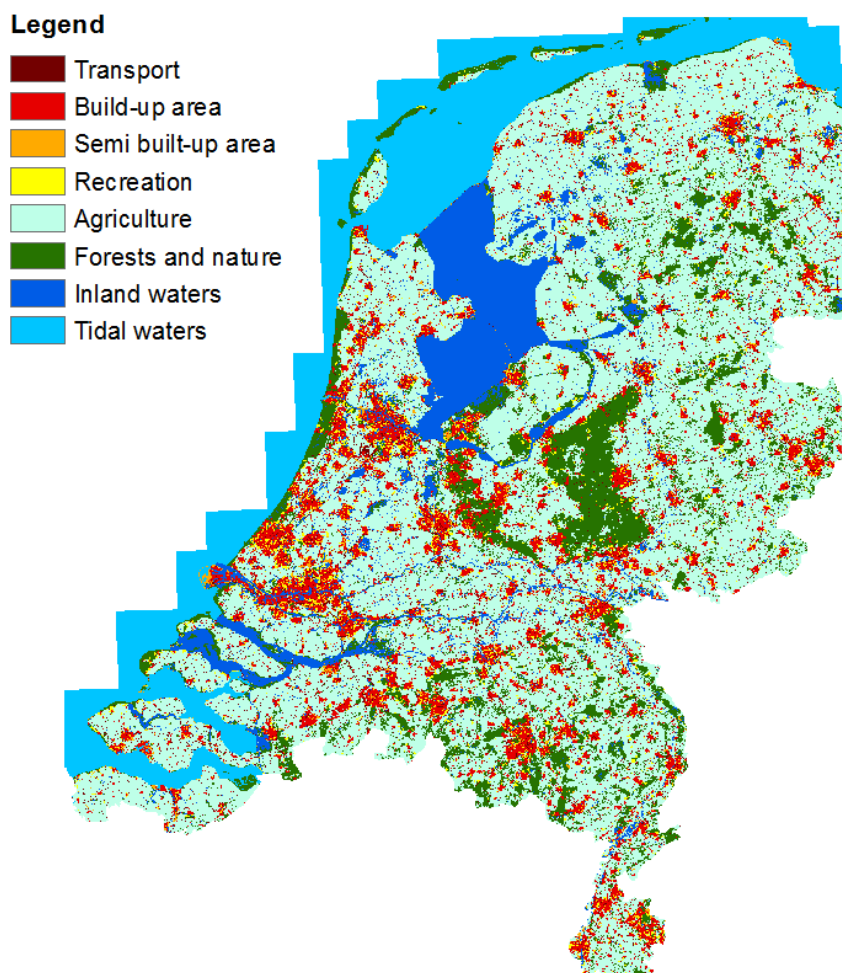 Legend
Transport
Build-up area
Semi built-up area
Recreation
Agriculture
Forests and nature
Inland waters
Tidal waters